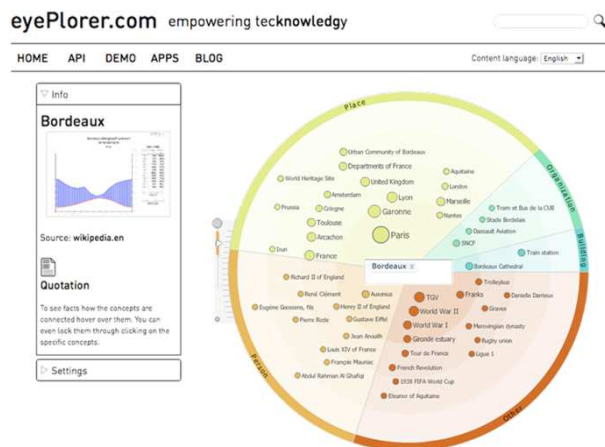 eyePlorer.com empowering tecknowledgy
HOME API DEMO APPS BLOG
Content language: English
Info
Bordeaux
Source: wikipedia.en
Quotation
To see facts how the concepts are
connected hover over them. You can
even lock them through clicking on the
specific concepts.
Settings
Place
Urban Community of Bordeaux
Departments of France
World Heritage Site
United Kingdom
Aquitaine
Amsterdam
London
Prussia
Cologne
Lyon
Marseille
Toulouse
Garonne
Nantes
Arcachon
Paris
Irun
France
Organization
Tram et Bus de la CUB
Stade Bordelais
Dassault Aviation
SNCF
Building
Train station
Bordeaux Cathedral
Bordeaux x
Person
Richard II of England
René Clément
Ausonius
Eugène Goossens, fils
Henry II of England
Pierre Rode
Gustave Eiffel
Jean Anouilh
Louis XIV of France
François Mauriac
Abdul Rahman Al Ghafiqi
Other
Trolleybus
TGV
Franks
Danielle Darrieux
World War II
Graves
World War I
Merovingian dynasty
Gironde estuary
Rugby union
Tour de France
Ligue 1
French Revolution
1938 FIFA World Cup
Eleanor of Aquitaine